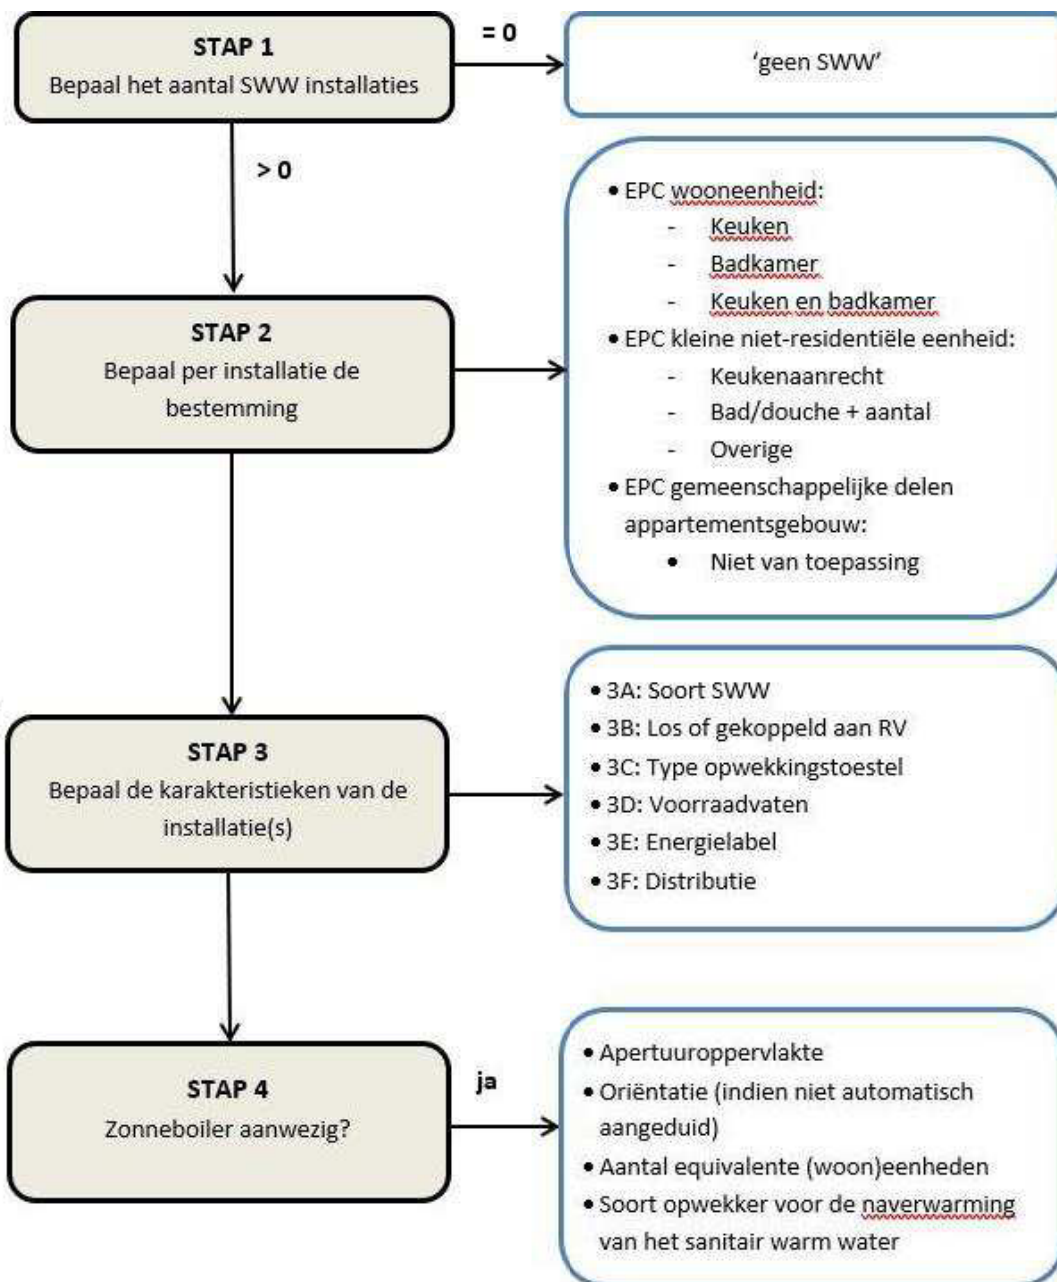 STAP 1
Bepaal het aantal SWW installaties
= 0
'geen SWW'
> 0
STAP 2
Bepaal per installatie de
bestemming
• EPC wooneenheid:
- Keuken
- Badkamer
- Keuken en badkamer
• EPC kleine niet-residentiële eenheid:
- Keukenaanrecht
- Bad/douche + aantal
- Overige
• EPC gemeenschappelijke delen
appartementsgebouw:
• Niet van toepassing
STAP 3
Bepaal de karakteristieken van de
installatie(s)
• 3A: Soort SWW
• 3B: Los of gekoppeld aan RV
• 3C: Type opwekkingstoestel
• 3D: Voorraadvaten
• 3E: Energielabel
• 3F: Distributie
STAP 4
Zonneboiler aanwezig?
ja
• Apertuuroppervlakte
• Oriëntatie (indien niet automatisch
aangeduid)
• Aantal equivalente (woon)eenheden
• Soort opwekker voor de naverwarming
van het sanitair warm water